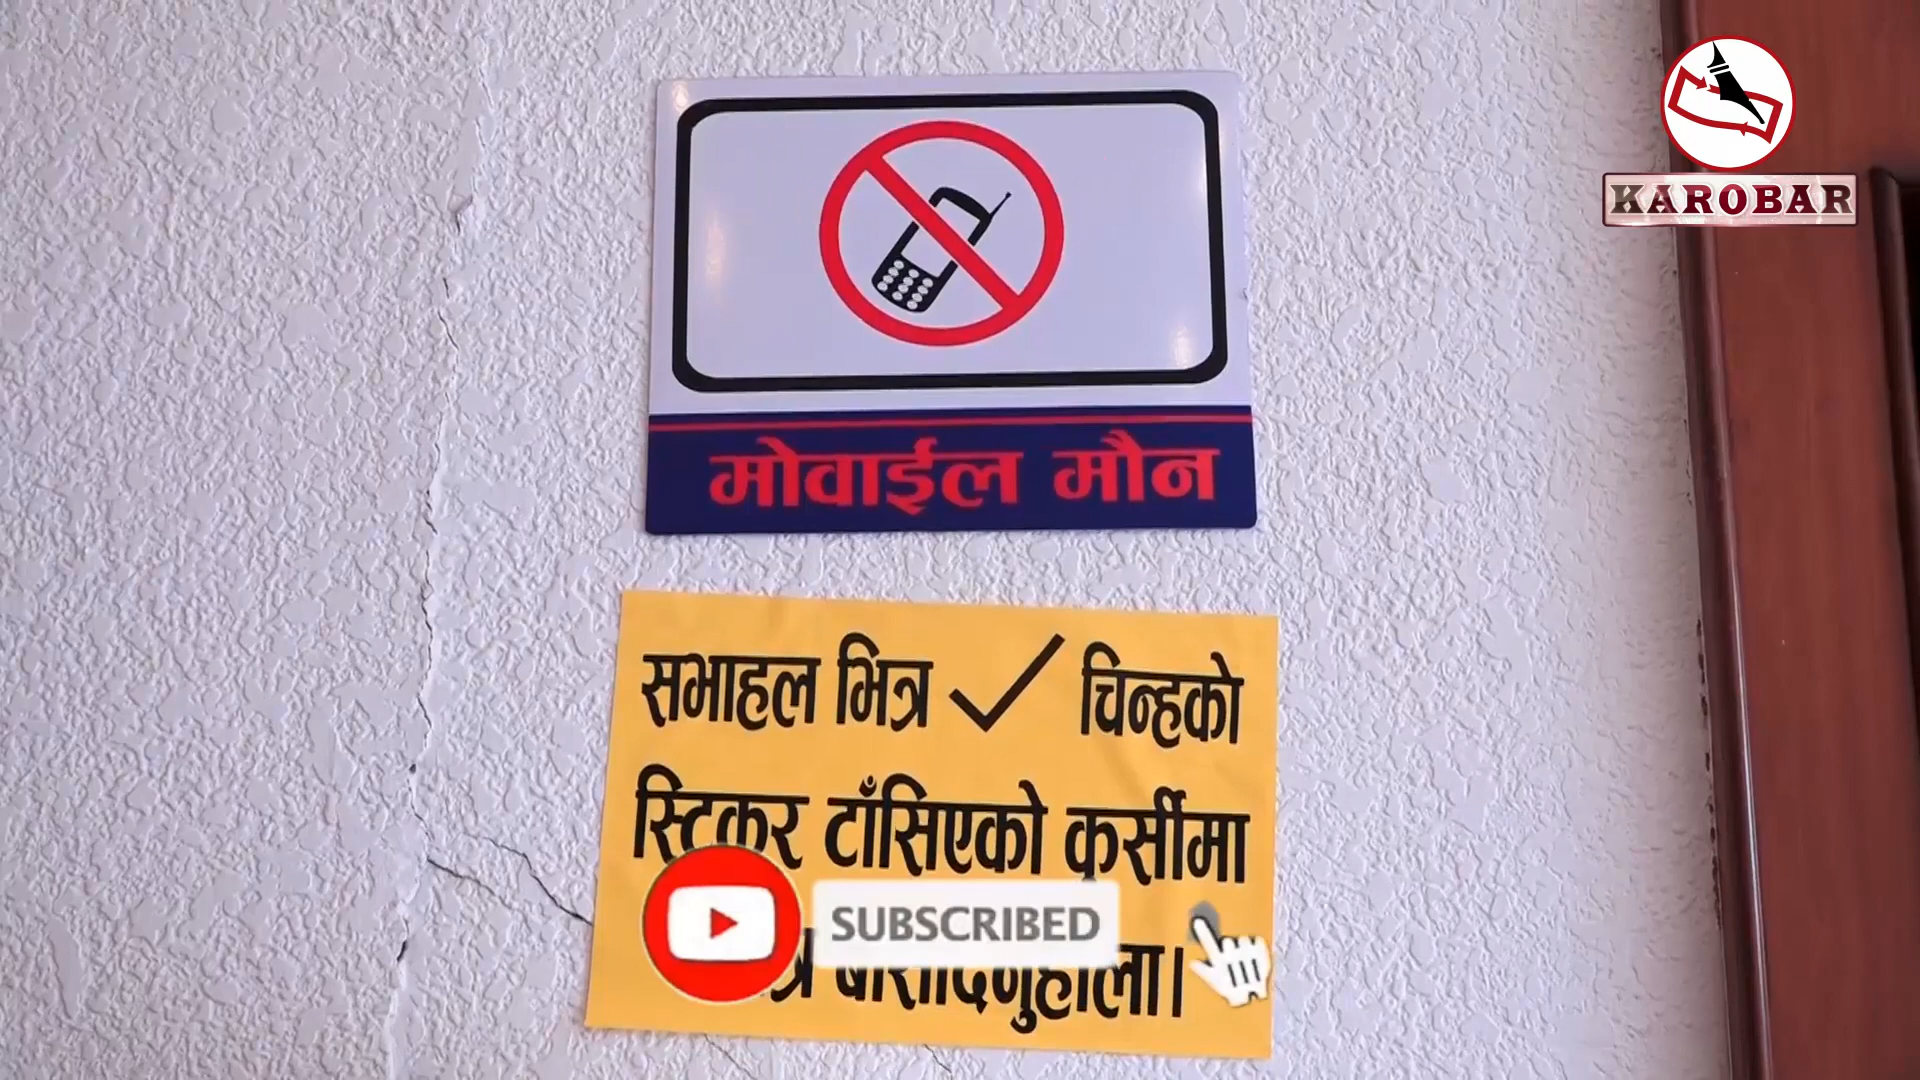 KAROBAR
मोवाईल मौन
सभाहल भित्र ✓ चिन्हको
स्टिकर टाँसिएको कुर्सीमा
SUBSCRIBED